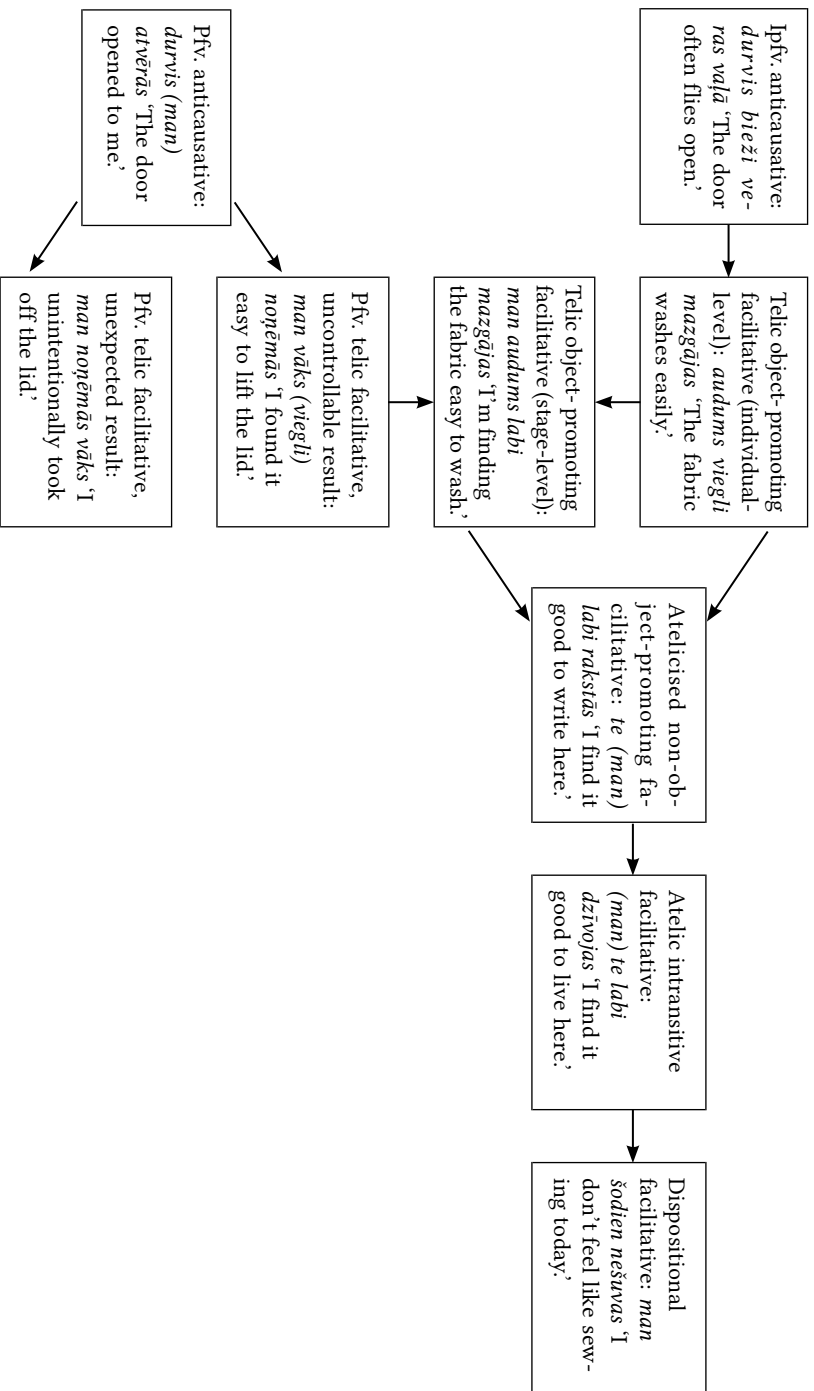 Ipfv. anticausative:
durvis bieži ve-
ras vaļā ‘The door
often flies open.’
Pfv. anticausative:
durvis (man)
atvērās ‘The door
opened to me.’
Telic object- promoting
facilitative (individual-
level): audums viegli
mazgājas ‘The fabric
washes easily.’
Telic object- promoting
facilitative (stage-level):
man audums labi
mazgājas ‘I’m finding
the fabric easy to wash.’
Pfv. telic facilitative,
uncontrollable result:
man vāks (viegli)
noņēmās ‘I found it
easy to lift the lid.’
Pfv. telic facilitative,
unexpected result:
man noņēmās vāks ‘I
unintentionally took
off the lid.’
Atelicised non-ob-
ject-promoting fa-
cilitative: te (man)
labi rakstās ‘I find it
good to write here.’
Atelic intransitive
facilitative:
(man) te labi
dzīvojas ‘I find it
good to live here.’
Dispositional
facilitative: man
šodien nešuvas ‘I
don’t feel like sew-
ing today.’